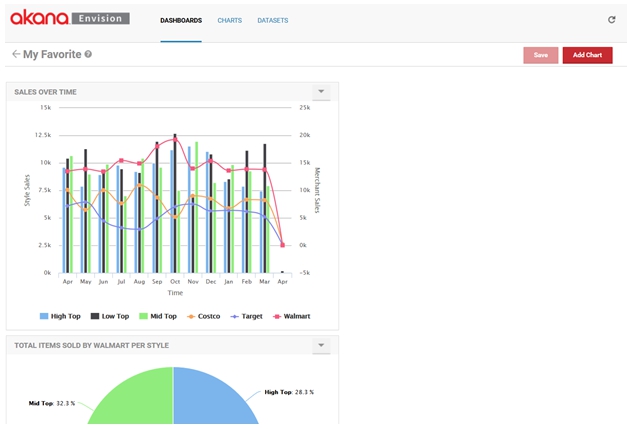 akana Envision
DASHBOARDS CHARTS DATASETS
My Favorite ?
Save Add Chart
SALES OVER TIME
15k 25k
12.5k 20k
10k 15k
7.5k 10k
5k 5k
2.5k 0k
0k -5k
Style Sales
Merchant Sales
Apr May Jun Jul Aug Sep Oct Nov Dec Jan Feb Mar Apr
Time
High Top Low Top Mid Top Costco Target Walmart
TOTAL ITEMS SOLD BY WALMART PER STYLE
High Top: 28.3 %
Mid Top: 32.3 %